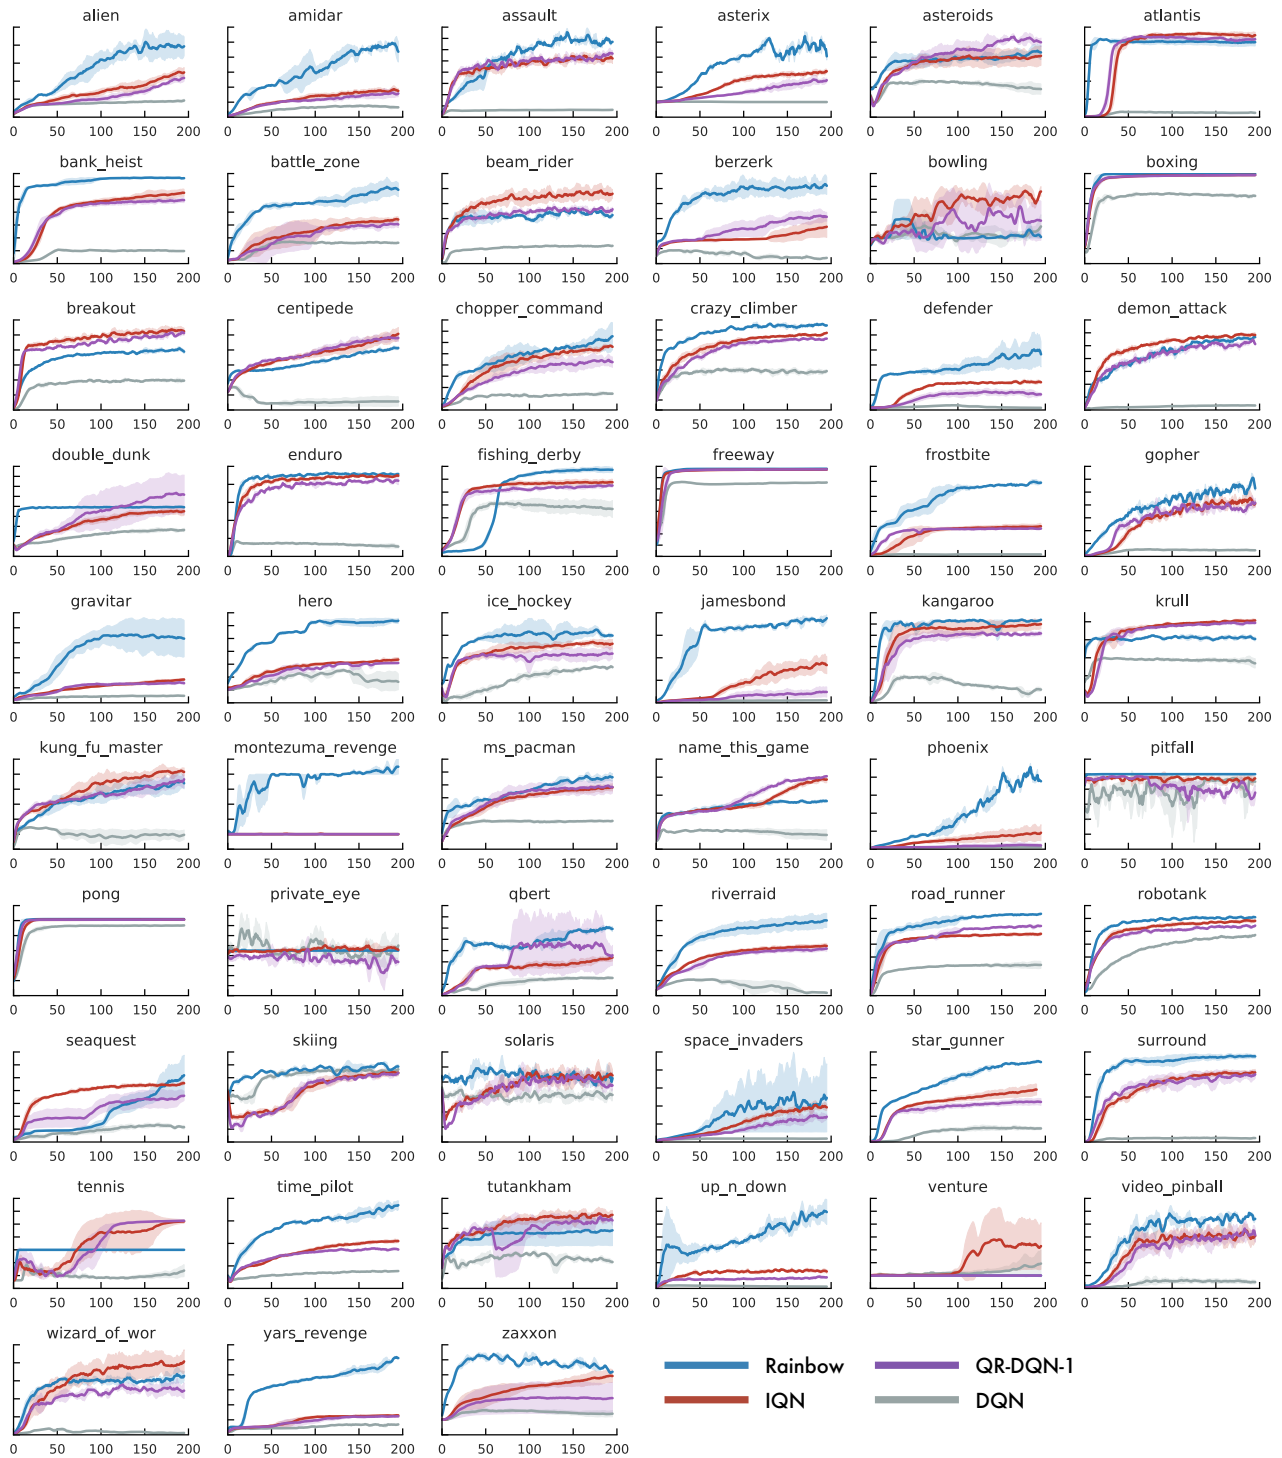 alien amidar assault asterix asteroids atlantis
0 50 100 150 200 0 50 100 150 200 0 50 100 150 200 0 50 100 150 200 0 50 100 150 200 0 50 100 150 200
bank_heist battle_zone beam_rider berzerk bowling boxing
0 50 100 150 200 0 50 100 150 200 0 50 100 150 200 0 50 100 150 200 0 50 100 150 200 0 50 100 150 200
breakout centipede chopper_command crazy_climber defender demon_attack
0 50 100 150 200 0 50 100 150 200 0 50 100 150 200 0 50 100 150 200 0 50 100 150 200 0 50 100 150 200
double_dunk enduro fishing_derby freeway frostbite gopher
0 50 100 150 200 0 50 100 150 200 0 50 100 150 200 0 50 100 150 200 0 50 100 150 200 0 50 100 150 200
gravitar hero ice_hockey jamesbond kangaroo krull
0 50 100 150 200 0 50 100 150 200 0 50 100 150 200 0 50 100 150 200 0 50 100 150 200 0 50 100 150 200
kung_fu_master montezuma_revenge ms_pacman name_this_game phoenix pitfall
0 50 100 150 200 0 50 100 150 200 0 50 100 150 200 0 50 100 150 200 0 50 100 150 200 0 50 100 150 200
pong private_eye qbert riverraid road_runner robotank
0 50 100 150 200 0 50 100 150 200 0 50 100 150 200 0 50 100 150 200 0 50 100 150 200 0 50 100 150 200
seaquest skiing solaris space_invaders star_gunner surround
0 50 100 150 200 0 50 100 150 200 0 50 100 150 200 0 50 100 150 200 0 50 100 150 200 0 50 100 150 200
tennis time_pilot tutankham up_n_down venture video_pinball
0 50 100 150 200 0 50 100 150 200 0 50 100 150 200 0 50 100 150 200 0 50 100 150 200 0 50 100 150 200
wizard_of_wor yars_revenge zaxxon
0 50 100 150 200 0 50 100 150 200 0 50 100 150 200
Rainbow QR-DQN-1
IQN DQN